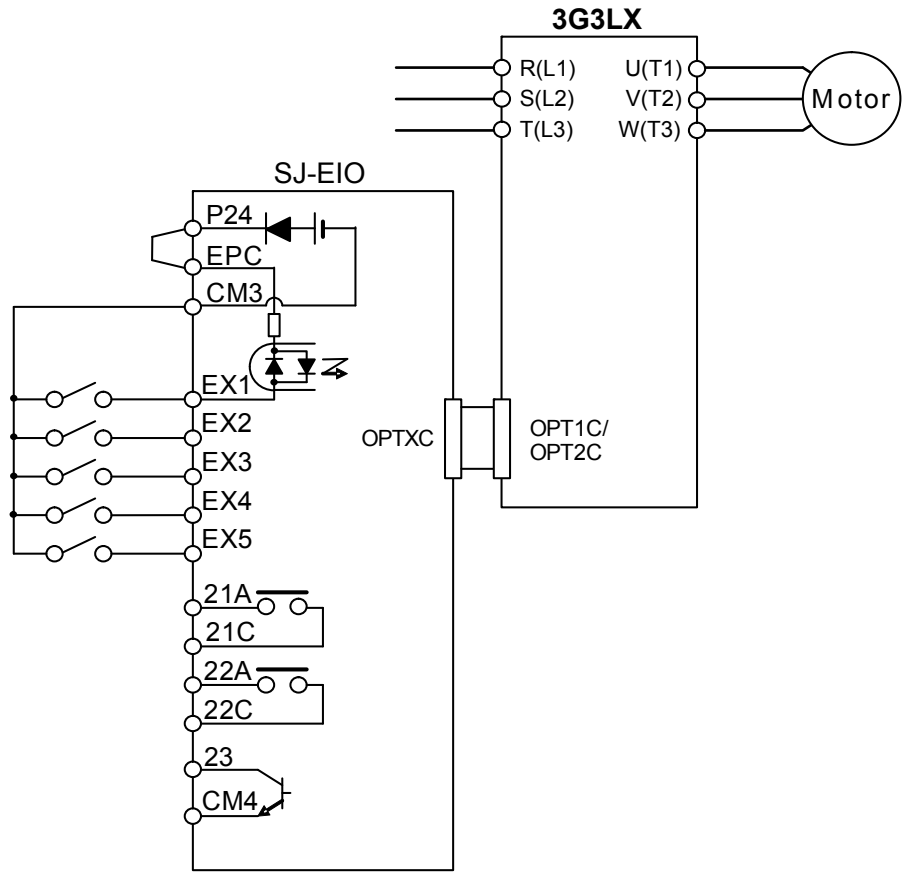 3G3LX
R(L1) U(T1)
S(L2) V(T2)
T(L3) W(T3)
Motor
SJ-EIO
P24
EPC
CM3
EX1
EX2
EX3
EX4
EX5
OPTXC
OPT1C/
OPT2C
21A
21C
22A
22C
23
CM4